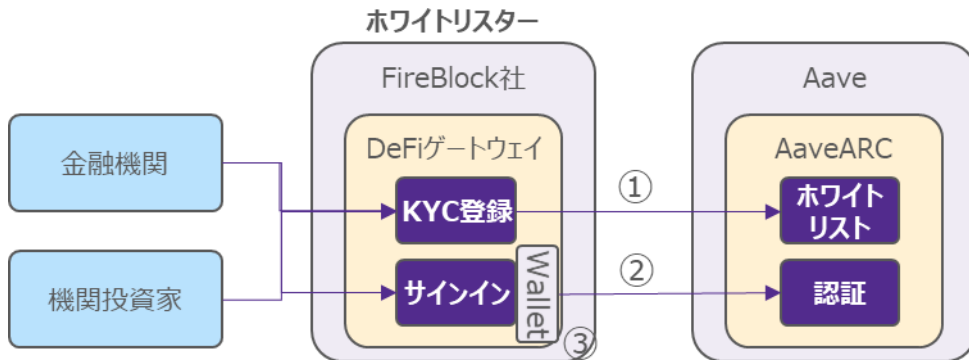 ホワイトリスター
FireBlock社
Aave
DeFiゲートウェイ
AaveARC
金融機関
KYC登録
①
ホワイト
リスト
機関投資家
サインイン
Wallet
②
認証
③